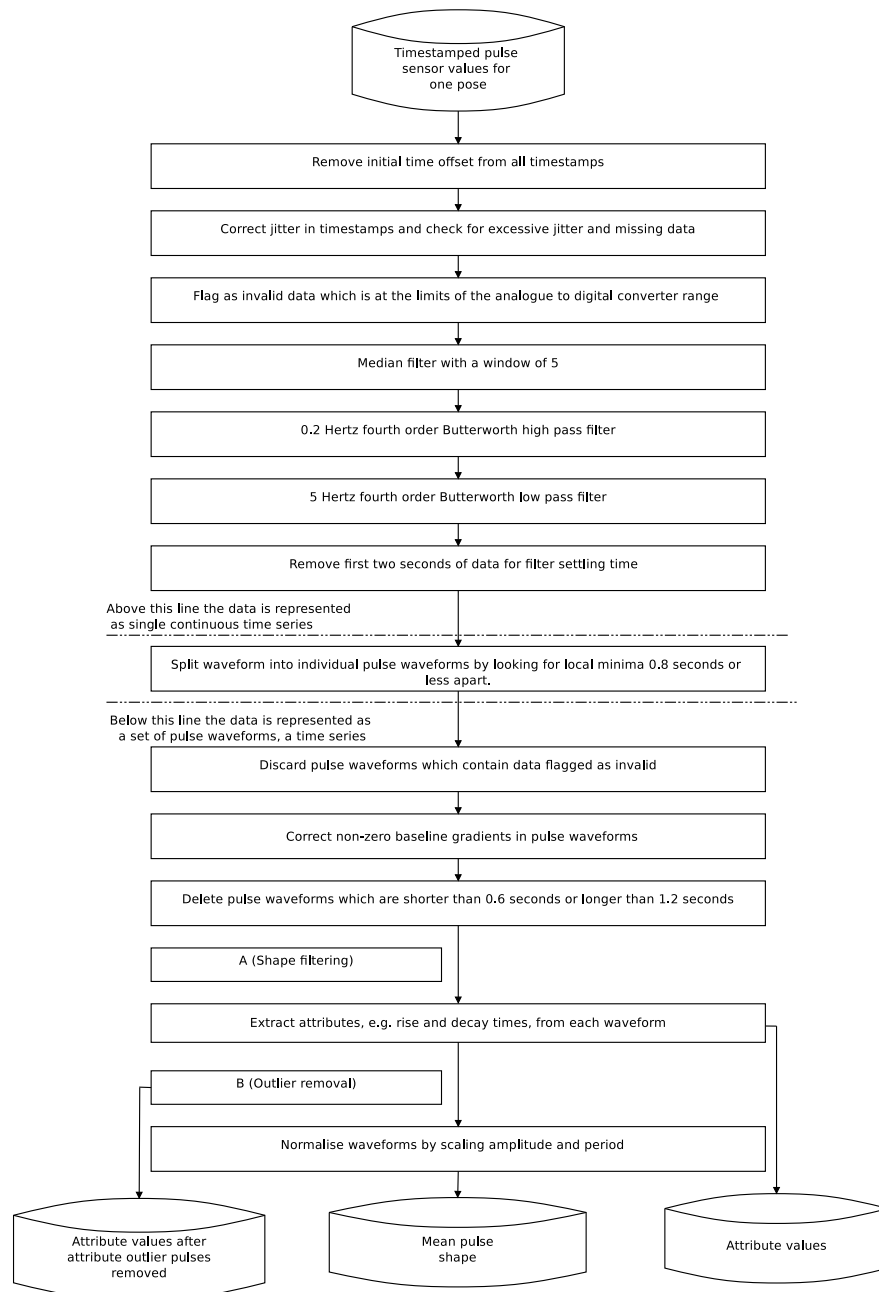 Timestamped pulse
sensor values for
one pose
Remove initial time offset from all timestamps
Correct jitter in timestamps and check for excessive jitter and missing data
Flag as invalid data which is at the limits of the analogue to digital converter range
Median filter with a window of 5
0.2 Hertz fourth order Butterworth high pass filter
5 Hertz fourth order Butterworth low pass filter
Remove first two seconds of data for filter settling time
Above this line the data is represented
as single continuous time series
Split waveform into individual pulse waveforms by looking for local minima 0.8 seconds or
less apart.
Below this line the data is represented as
a set of pulse waveforms, a time series
Discard pulse waveforms which contain data flagged as invalid
Correct non-zero baseline gradients in pulse waveforms
Delete pulse waveforms which are shorter than 0.6 seconds or longer than 1.2 seconds
A (Shape filtering)
Extract attributes, e.g. rise and decay times, from each waveform
B (Outlier removal)
Normalise waveforms by scaling amplitude and period
Attribute values after
attribute outlier pulses
removed
Mean pulse
shape
Attribute values